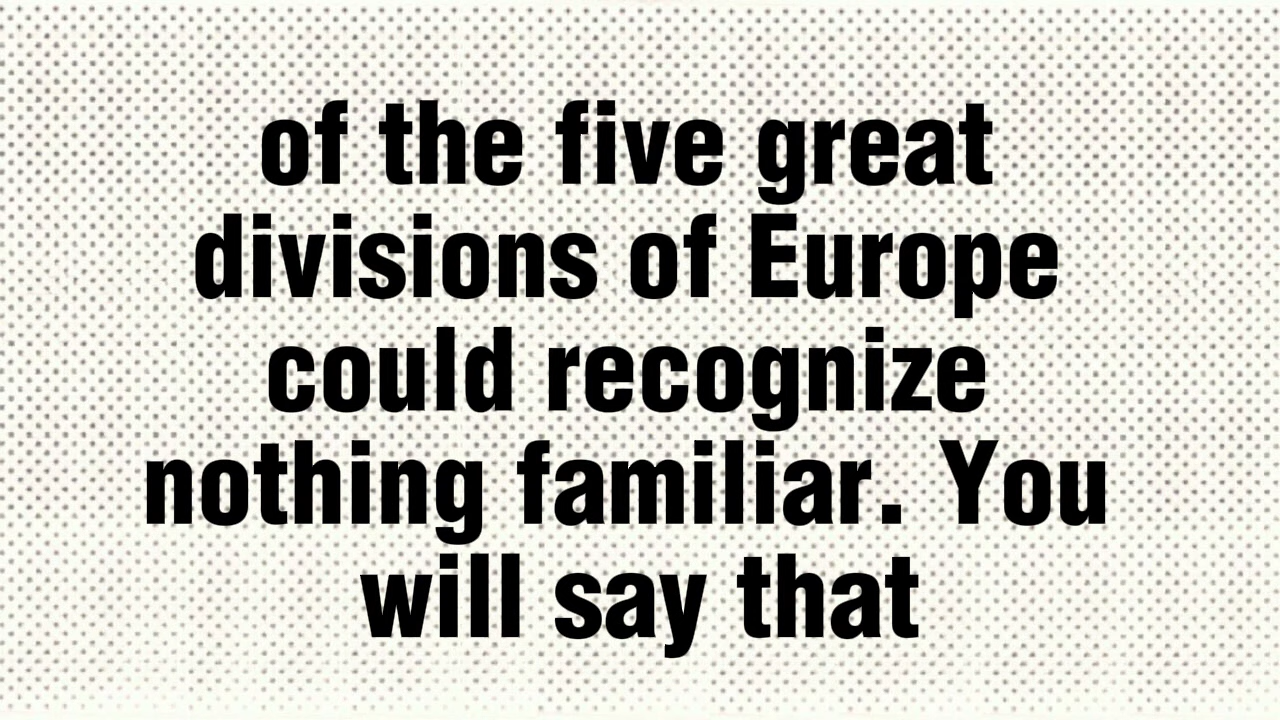 of the five great
divisions of Europe
could recognize
nothing familiar. You
will say that